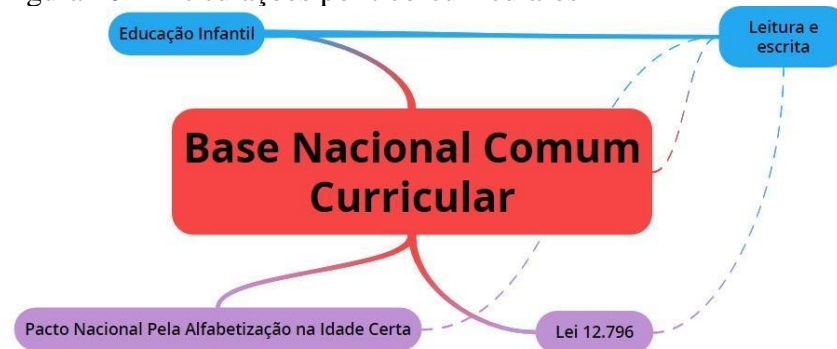 Educação Infantil
Leitura e
escrita
Base Nacional Comum
Curricular
Pacto Nacional Pela Alfabetização na Idade Certa
Lei 12.796